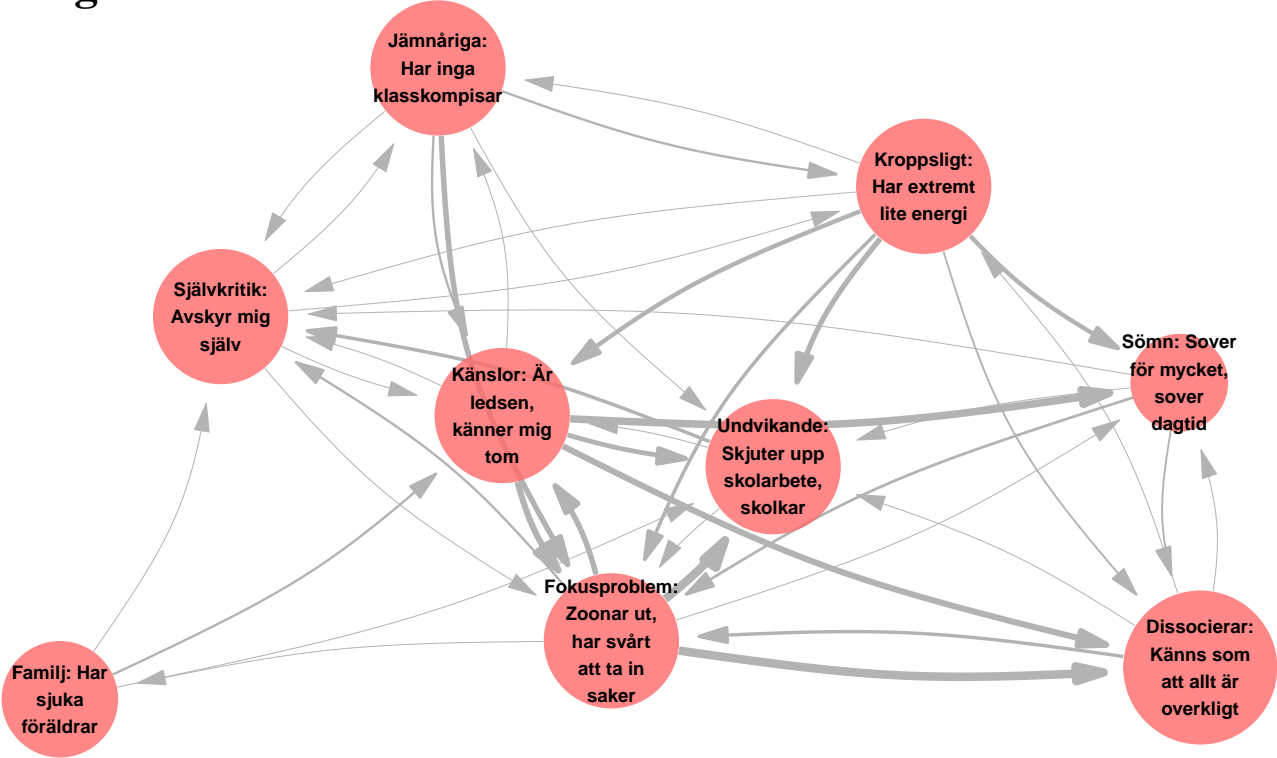 g
Jämnåriga:
Har inga
klasskompisar
Kroppsligt:
Har extremt
lite energi
Självkritik:
Avskyr mig
själv
Sömn: Sover
för mycket,
sover
dagtid
Känslor: Är
ledsen,
känner mig
tom
Undvikande:
Skjuter upp
skolarbete,
skolkar
Fokusproblem:
Zoonar ut,
har svårt
att ta in
saker
Dissocierar:
Känns som
att allt är
overkligt
Familj: Har
sjuka
föräldrar